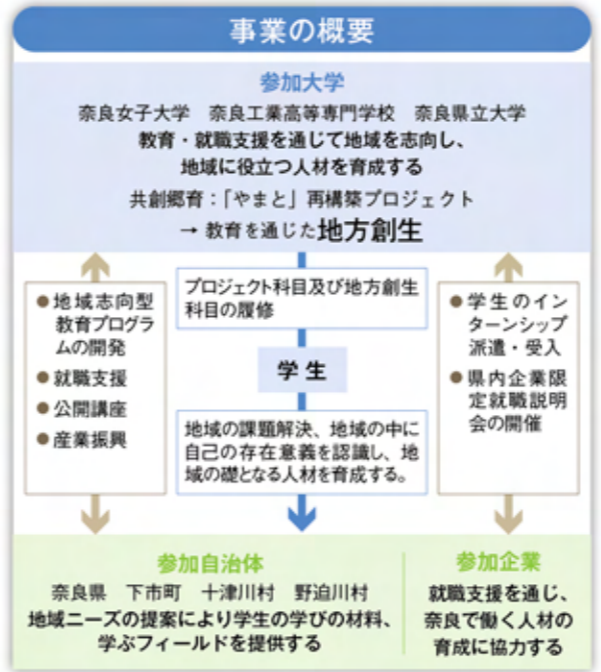 事業の概要
参加大学
奈良女子大学　奈良工業高等専門学校　奈良県立大学
教育・就職支援を通じて地域を志向し、
地域に役立つ人材を育成する
共創郷育：「やまと」再構築プロジェクト
→ 教育を通じた地方創生
●地域志向型
教育プログラ
ムの開発
●就職支援
●公開講座
●産業振興
プロジェクト科目及び地方創生
科目の履修
学生
地域の課題解決、地域の中に
自己の存在意義を認識し、地
域の礎となる人材を育成する。
●学生のイン
ターンシップ
派遣・受入
●県内企業限
定就職説明
会の開催
参加自治体
奈良県　下市町　十津川村　野迫川村
地域ニーズの提案により学生の学びの材料、
学ぶフィールドを提供する
参加企業
就職支援を通じ、
奈良で働く人材の
育成に協力する